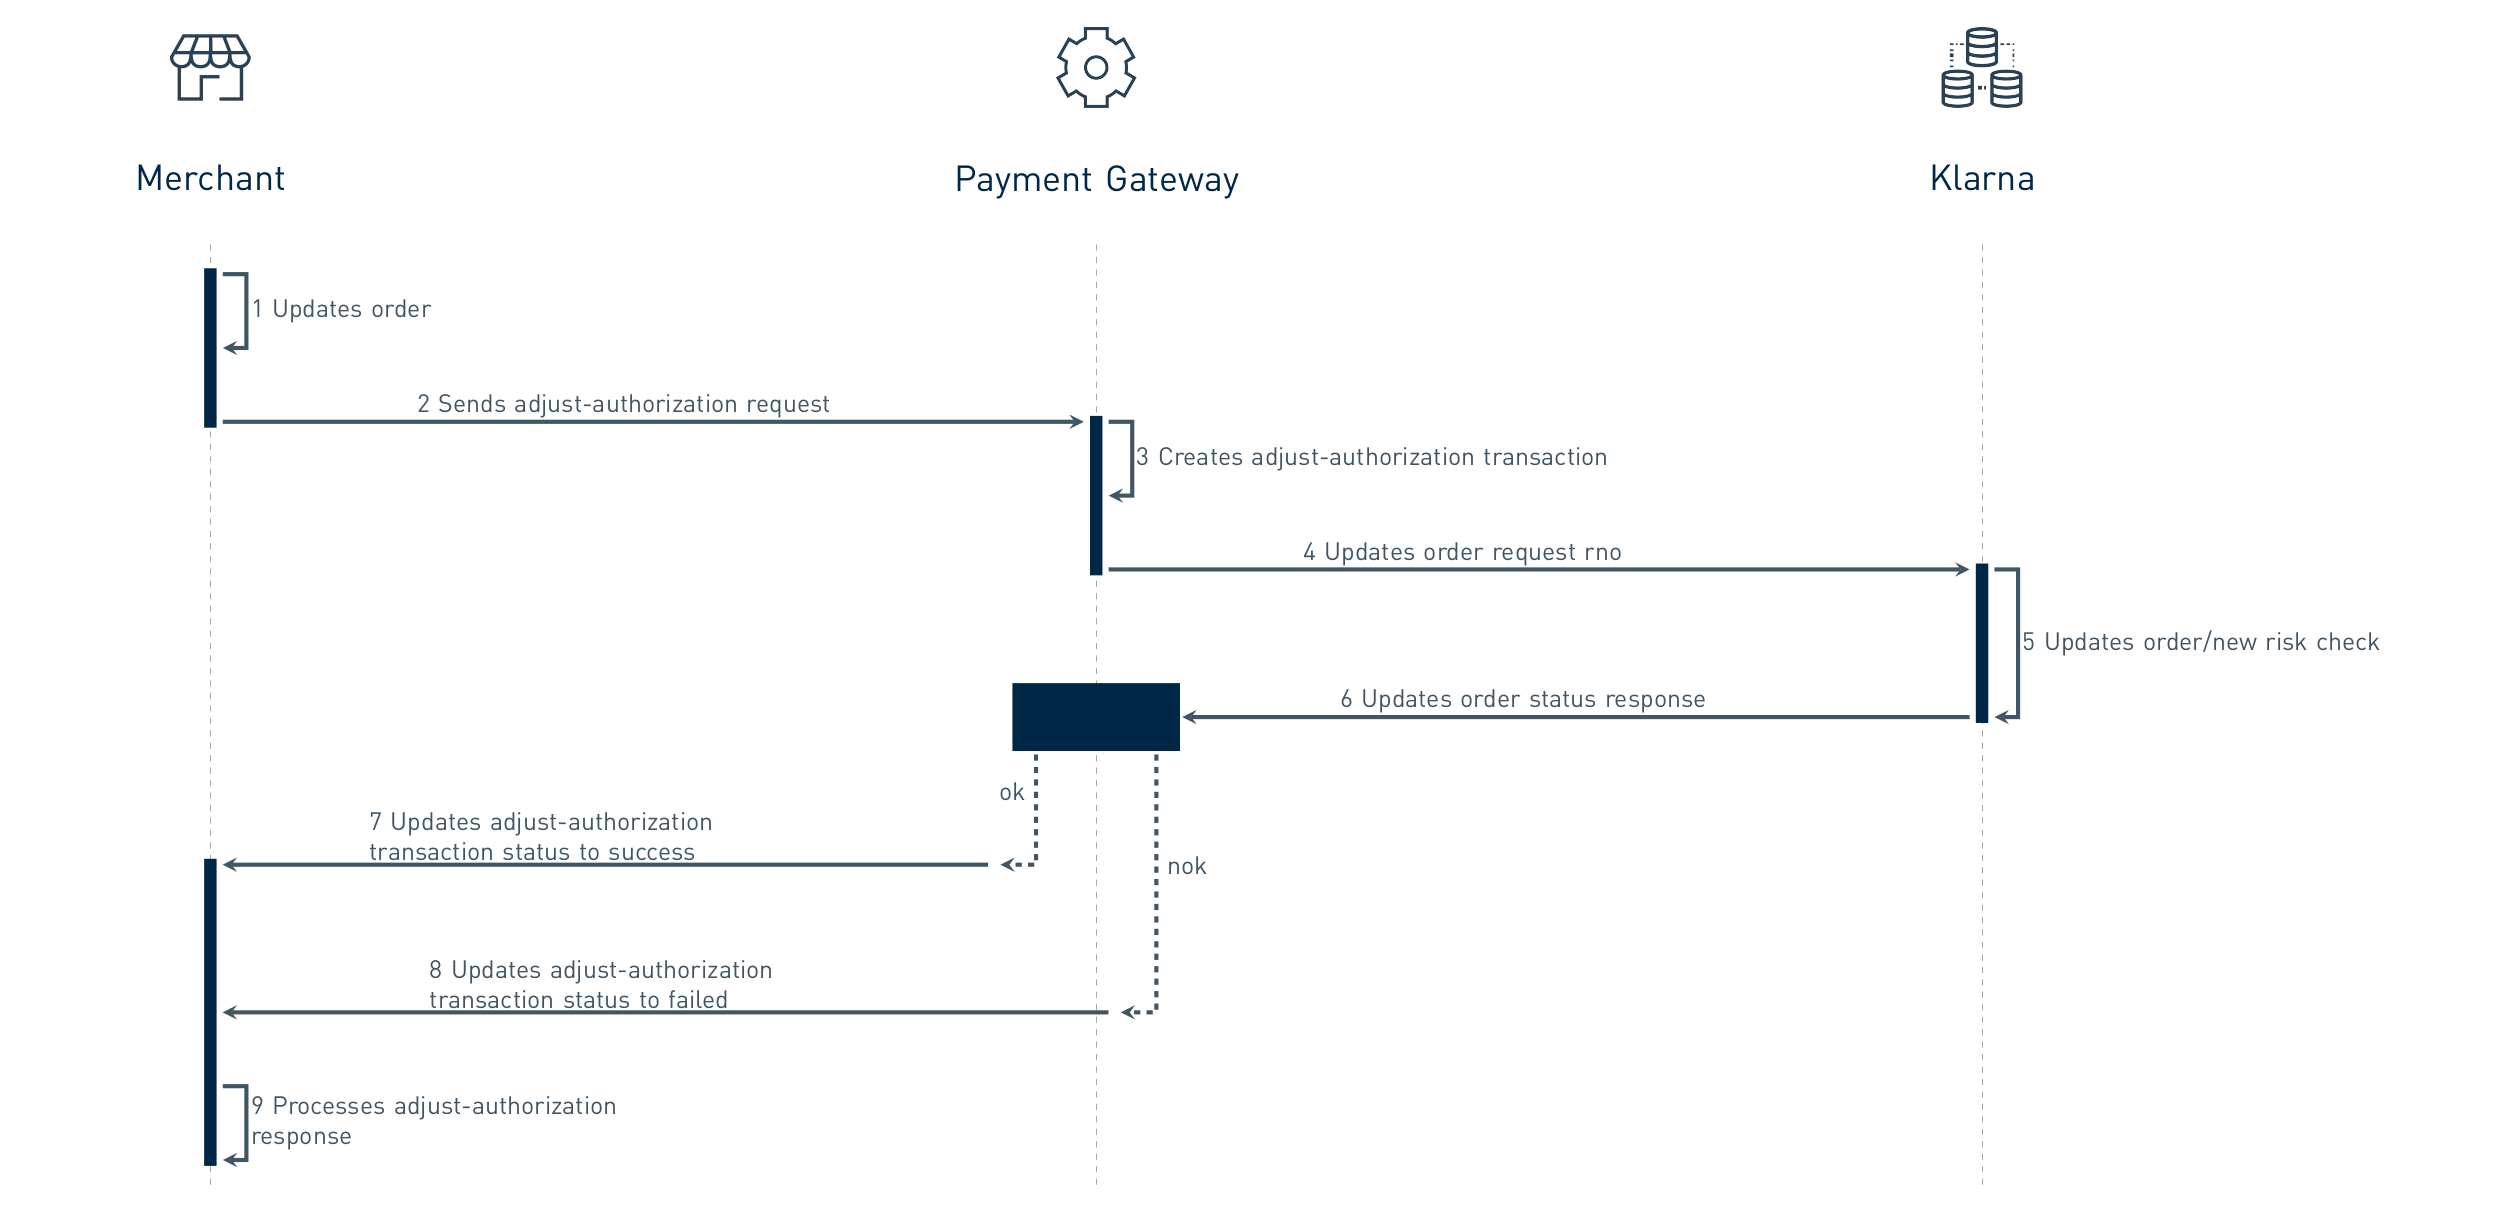 Merchant
Payment Gateway
Klarna
1 Updates order
2 Sends adjust-authorization request
3 Creates adjust-authorization transaction
4 Updates order request rno
5 Updates order/new risk check
6 Updates order status response
ok
7 Updates adjust-authorization
transaction status to success
nok
8 Updates adjust-authorization
transaction status to failed
9 Processes adjust-authorization
response